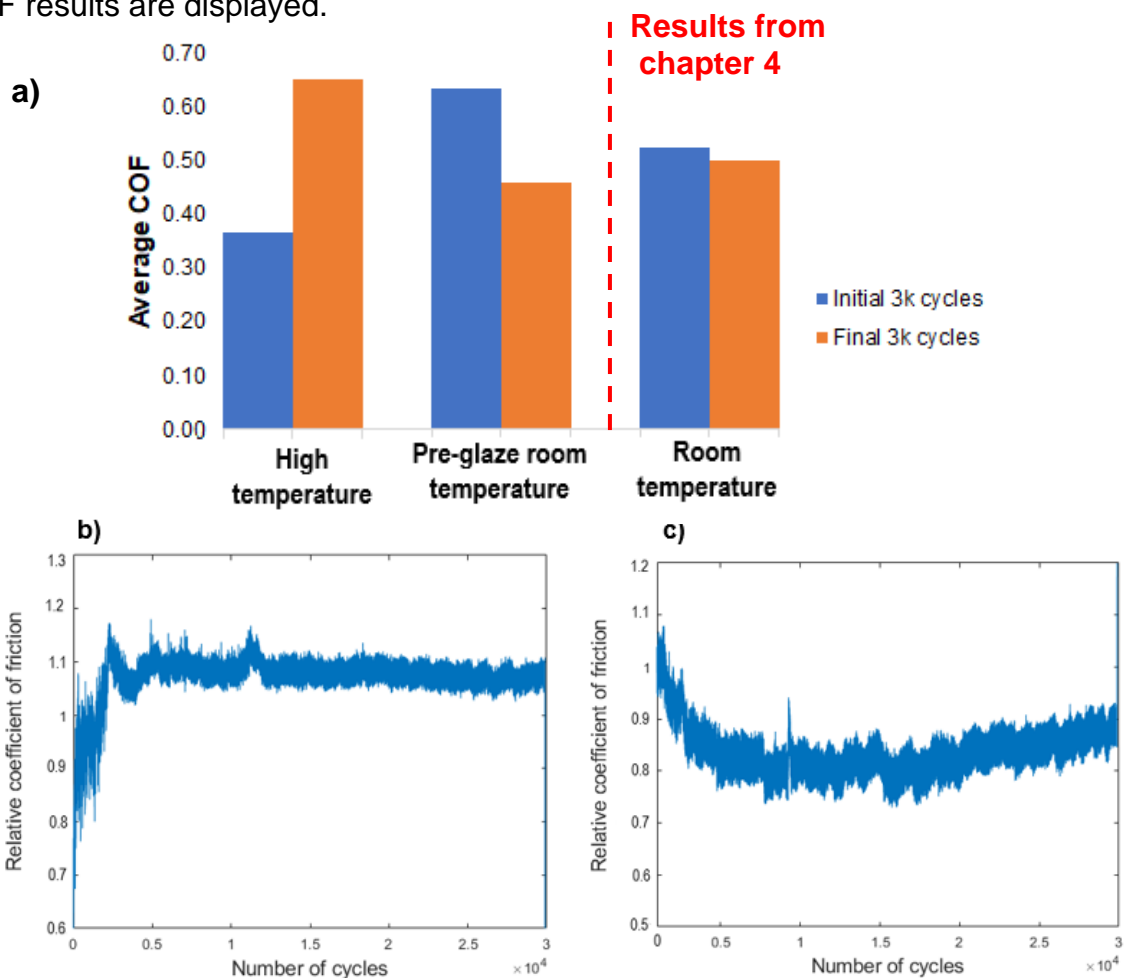 F results are displayed.
Results from
chapter 4
a)
0.70
0.60
0.50
0.40
0.30
0.20
0.10
0.00
Average COF
High
temperature
Pre-glaze room
temperature
Room
temperature
Initial 3k cycles
Final 3k cycles
b)
1.3
1.2
1.1
1
0.9
0.8
0.7
0.6
Relative coefficient of friction
0 0.5 1 1.5 2 2.5 3
Number of cycles
×10⁴
c)
1.2
1.1
1
0.9
0.8
0.7
0.6
0.5
Relative coefficient of friction
0 0.5 1 1.5 2 2.5 3
Number of cycles
×10⁴